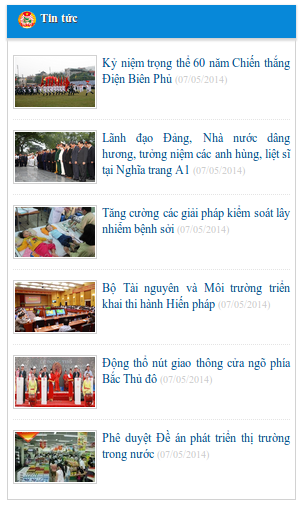 Tin tức
Kỷ niệm trọng thể 60 năm Chiến thắng
Điện Biên Phủ (07/05/2014)
Lãnh đạo Đảng, Nhà nước dâng
hương, tưởng niệm các anh hùng, liệt sĩ
tại Nghĩa trang A1 (07/05/2014)
Tăng cường các giải pháp kiểm soát lây
nhiễm bệnh sởi (07/05/2014)
Bộ Tài nguyên và Môi trường triển
khai thi hành Hiến pháp (07/05/2014)
Động thổ nút giao thông cửa ngõ phía
Bắc Thủ đô (07/05/2014)
Phê duyệt Đề án phát triển thị trường
trong nước (07/05/2014)